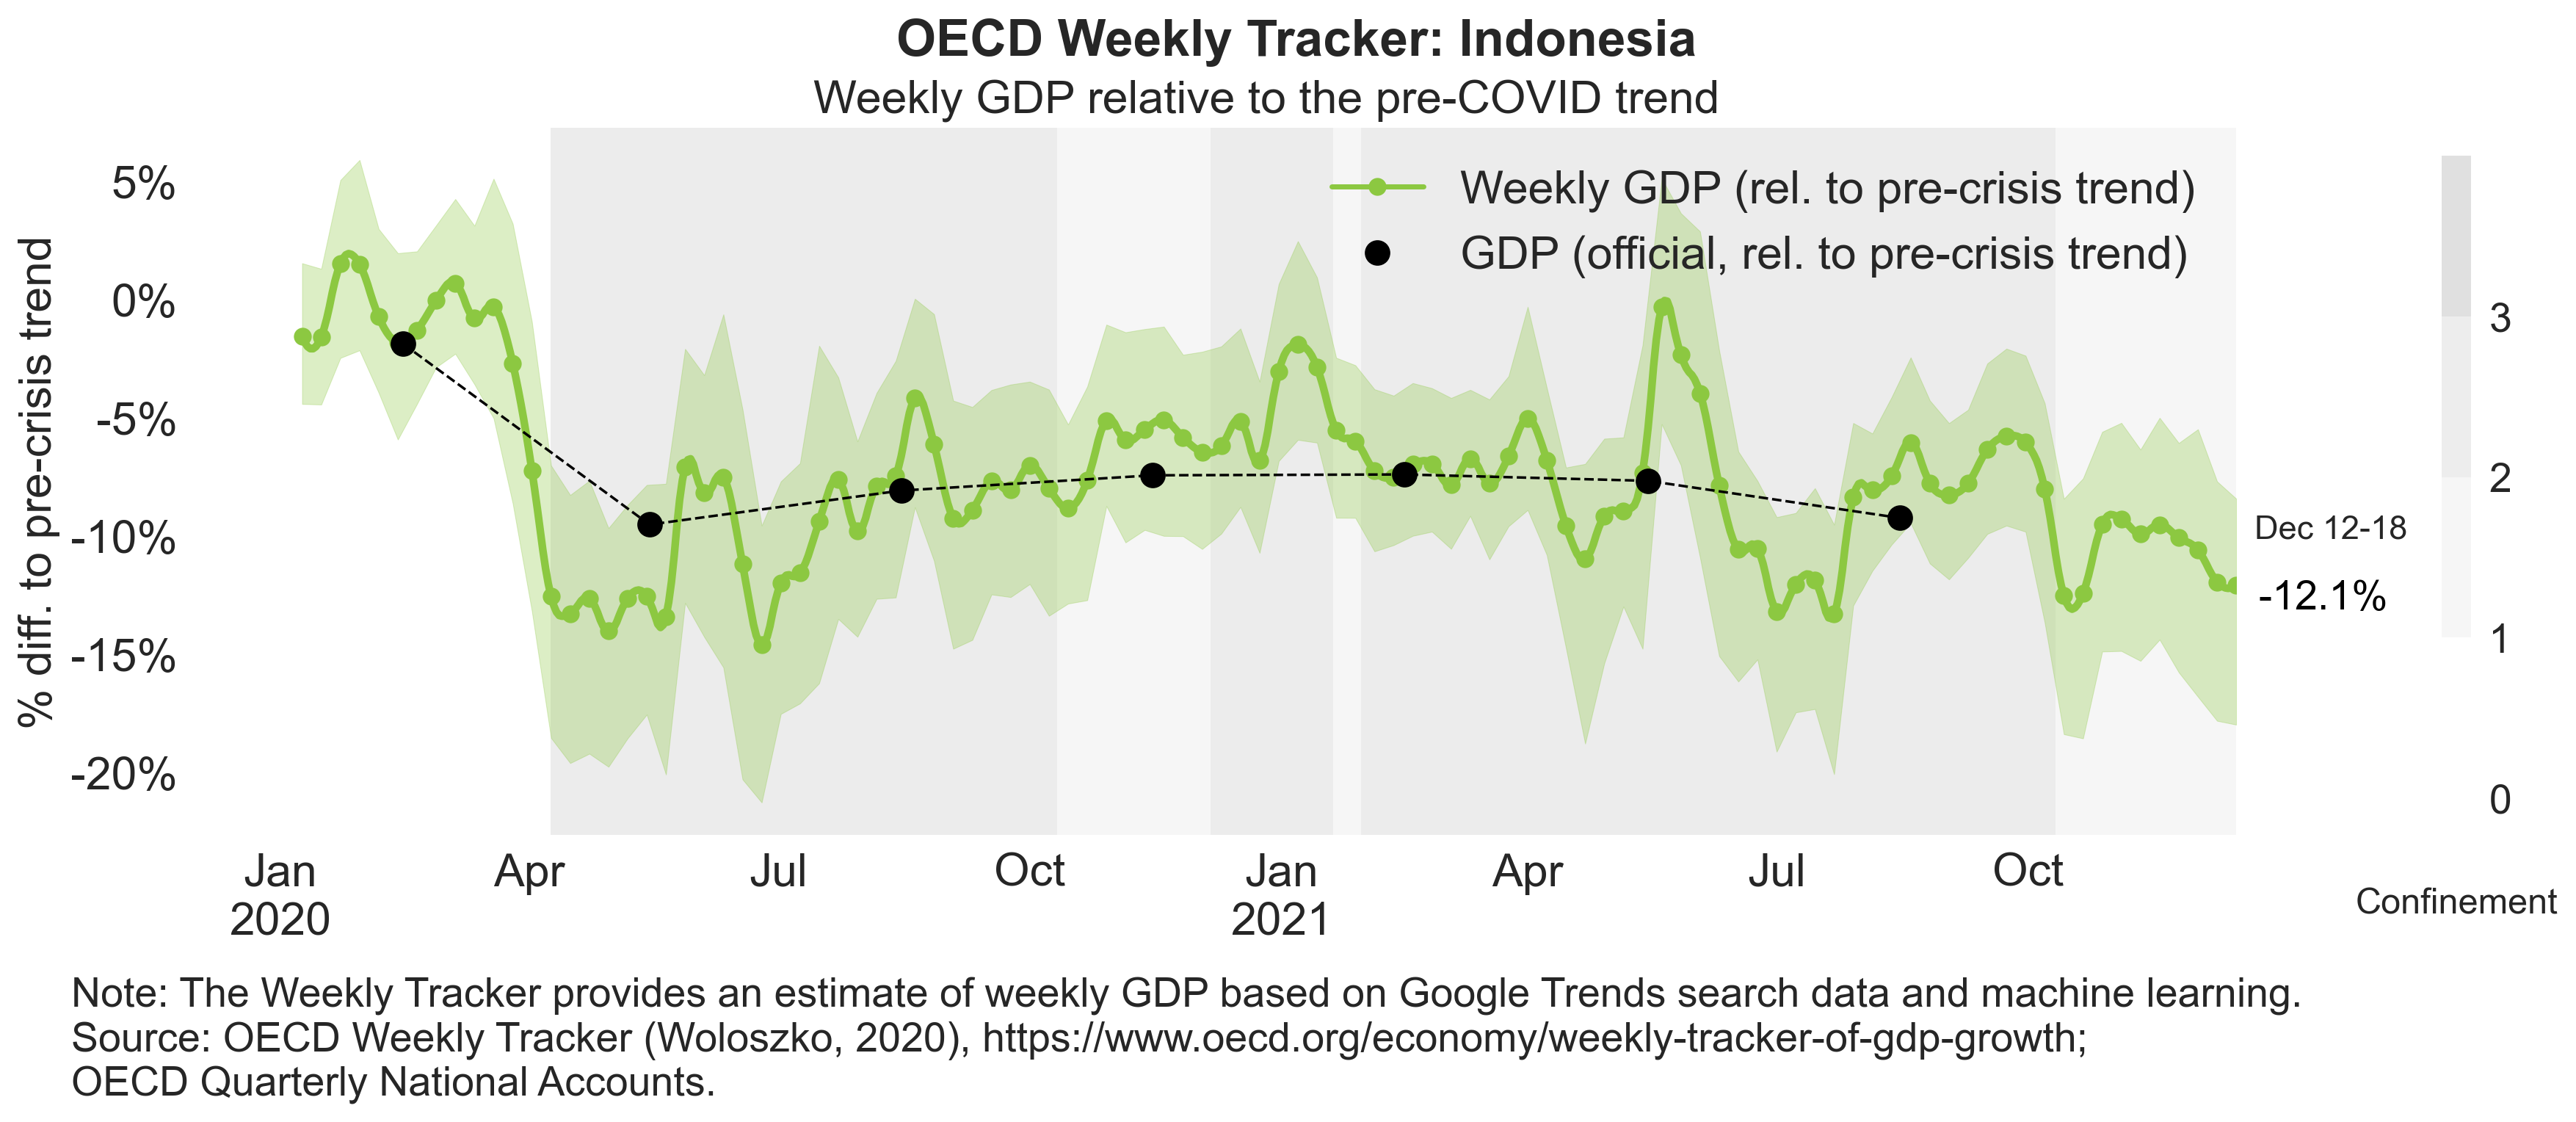 OECD Weekly Tracker: Indonesia
Weekly GDP relative to the pre-COVID trend
% diff. to pre-crisis trend
5%
0%
-5%
-10%
-15%
-20%
Weekly GDP (rel. to pre-crisis trend)
GDP (official, rel. to pre-crisis trend)
Dec 12-18
-12.1%
3
2
1
0
Confinement
Jan Apr Jul Oct Jan Apr Jul Oct
2020 2021
Note: The Weekly Tracker provides an estimate of weekly GDP based on Google Trends search data and machine learning.
Source: OECD Weekly Tracker (Woloszko, 2020), https://www.oecd.org/economy/weekly-tracker-of-gdp-growth;
OECD Quarterly National Accounts.